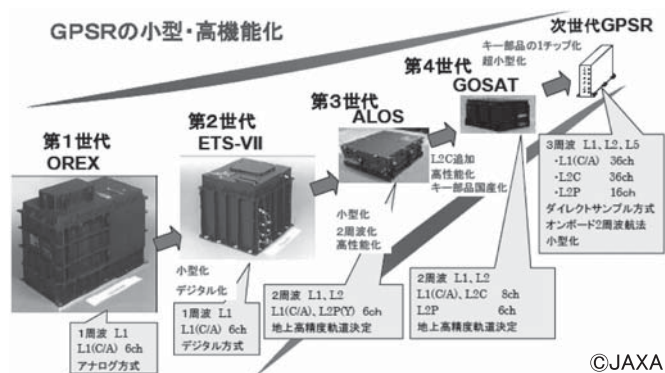 GPSRの小型・高機能化
第1世代
OREX
1周波 L1
L1(C/A) 6ch
アナログ方式
小型化
デジタル化
第2世代
ETS-VII
1周波 L1
L1(C/A) 6ch
デジタル方式
小型化
2周波化
高性能化
第3世代
ALOS
2周波 L1、L2
L1(C/A)、L2P(Y) 6ch
地上高精度軌道決定
L2C追加
高性能化
キー部品国産化
第4世代
GOSAT
2周波 L1、L2
L1(C/A)、L2C 8ch
L2P 6ch
地上高精度軌道決定
キー部品の1チップ化
超小型化
次世代GPSR
3周波 L1、L2、L5
・L1(C/A) 36ch
・L2C 36ch
・L2P 16ch
ダイレクトサンプル方式
オンボード2周波航法
小型化
©JAXA